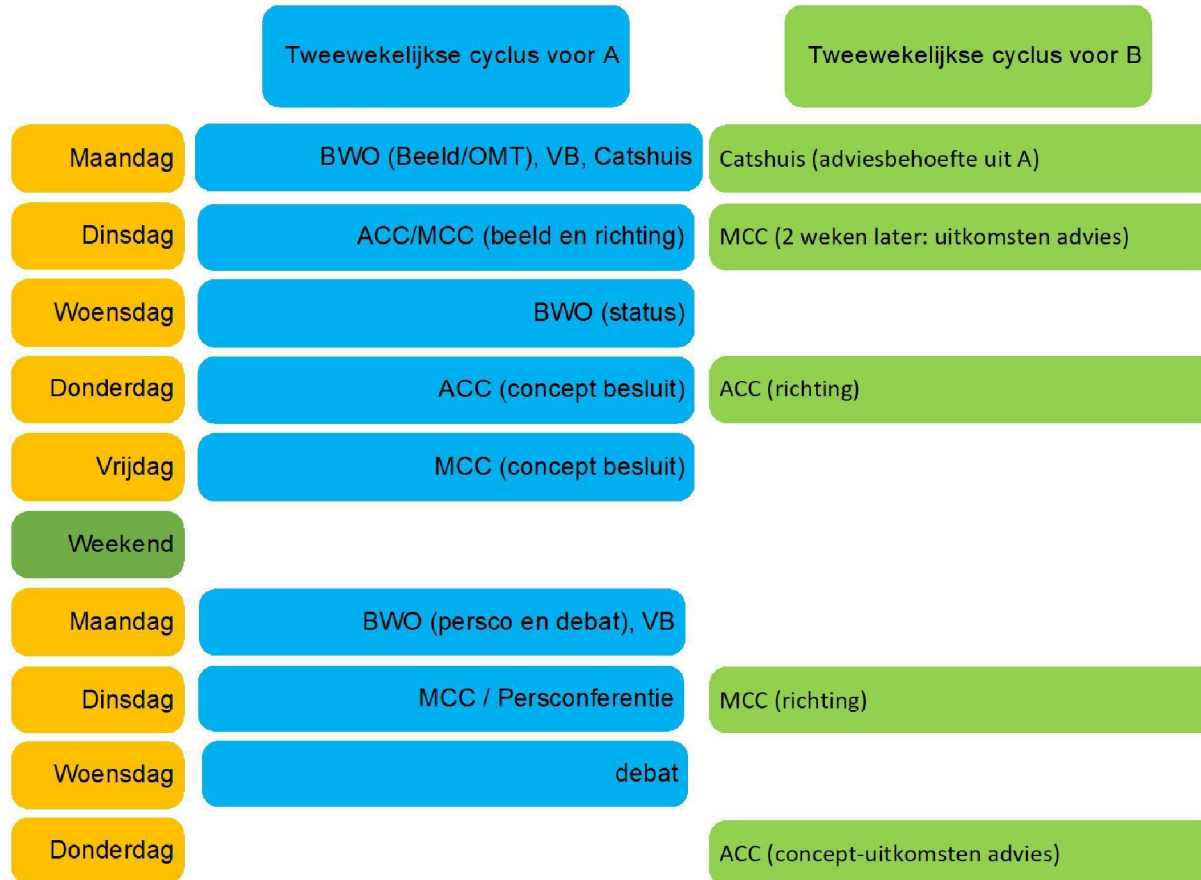 Tweewekelijkse cyclus voor A
Tweewekelijkse cyclus voor B
Maandag
BWO (Beeld/OMT), VB, Catshuis
Catshuis (adviesbehoefte uit A)
Dinsdag
ACC/MCC (beeld en richting)
MCC (2 weken later: uitkomsten advies)
Woensdag
BWO (status)
Donderdag
ACC (concept besluit)
ACC (richting)
Vrijdag
MCC (concept besluit)
Weekend
Maandag
BWO (persco en debat), VB
Dinsdag
MCC / Persconferentie
MCC (richting)
Woensdag
debat
Donderdag
ACC (concept-uitkomsten advies)